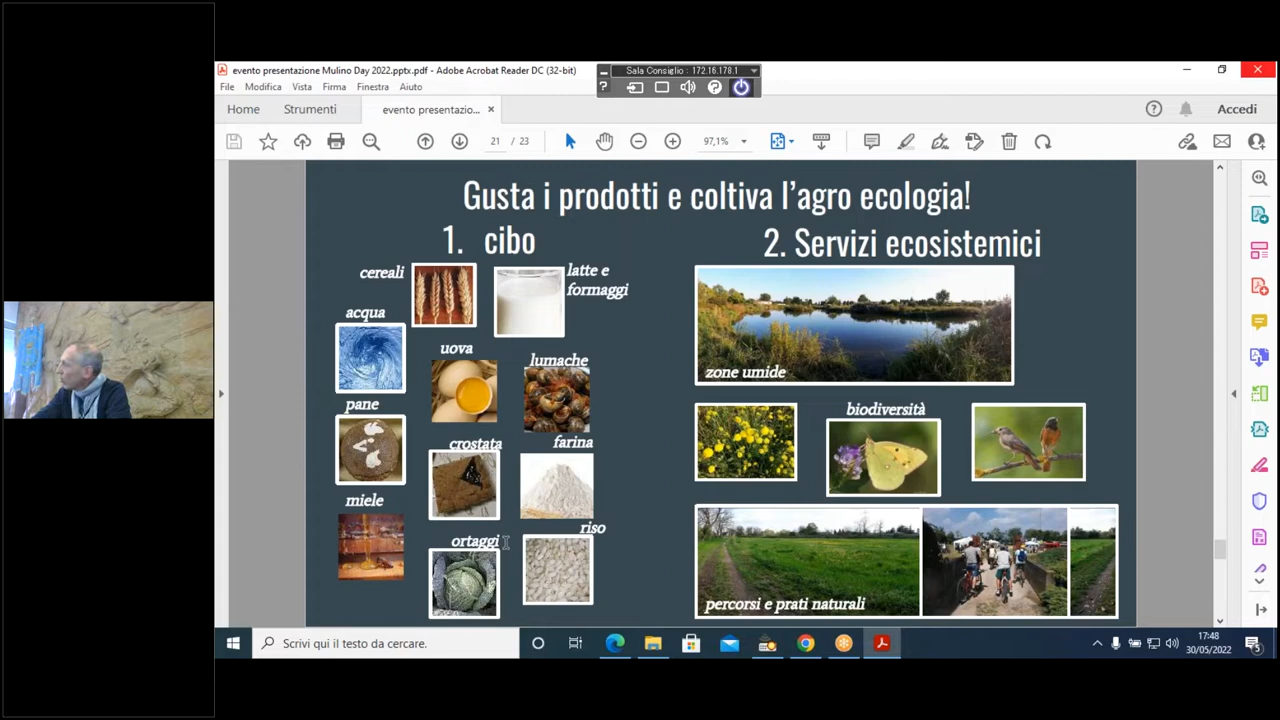 evento presentazione Mulino Day 2022.pptx.pdf - Adobe Acrobat Reader DC (32-bit)
Sala Consiglio : 172.16.178.1
File Modifica Vista Firma Finestra Aiuto
Home Strumenti evento presentazio... Accedi
21 / 23 97,1%
Gusta i prodotti e coltiva l'agro ecologia!
1. cibo
2. Servizi ecosistemici
cereali
latte e
formaggi
acqua
uova
lumache
pane
crostata
farina
miele
riso
ortaggi
zone umide
biodiversità
percorsi e prati naturali
Scrivi qui il testo da cercare.
17:48
30/05/2022
5